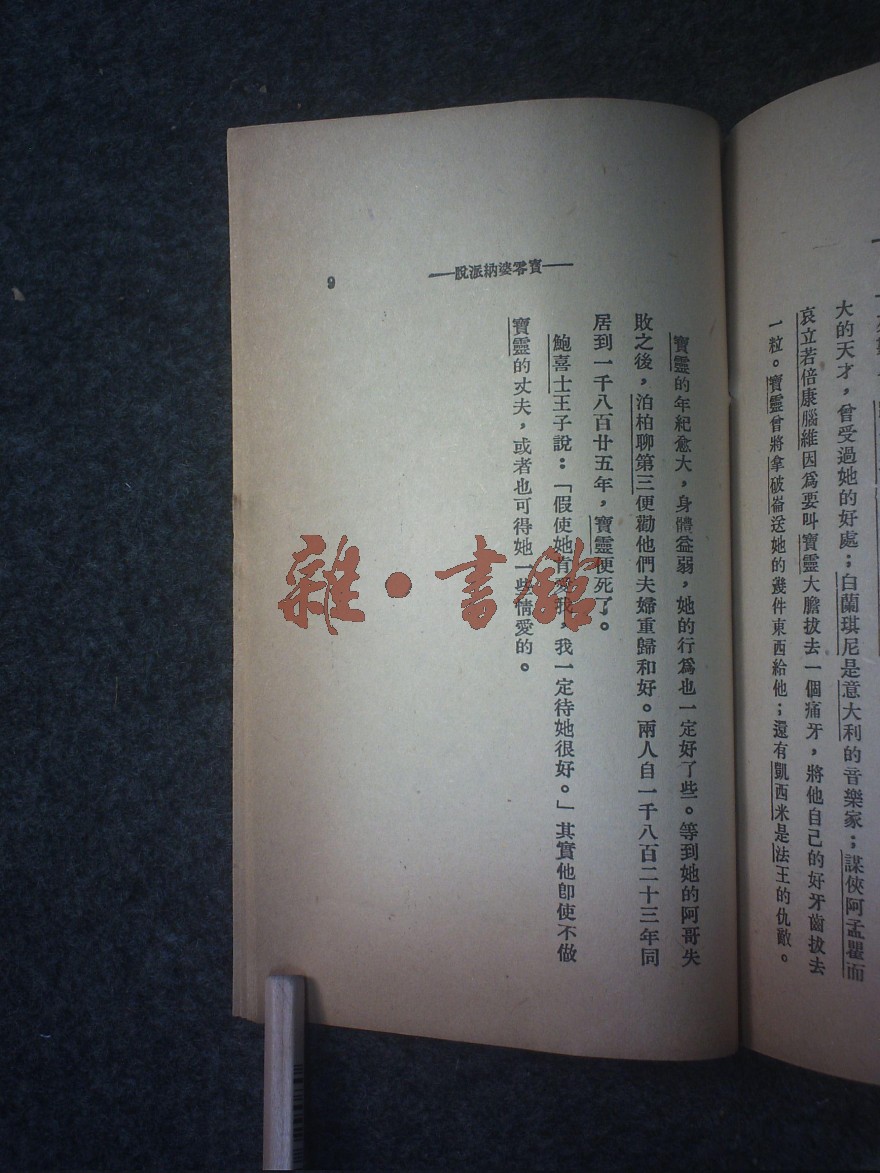 大的天才，曾受過她的好處；白蘭琪尼是意大利的音樂家；謀俠阿孟瞿而
哀立若倍康腦維因爲要叫寶靈大膽拔去一個痛牙，將他自己的好牙齒拔去
一粒。寶靈曾將拿破崙送她的幾件東西給他；還有凱西米是法王的仇敵。
寶零婆納派脫
9
寶靈的年紀愈大，身體益弱，她的行爲也一定好了些。等到她的阿哥失
敗之後，泊柏聊第三便勸他們夫婦重歸和好。兩人自一千八百二十三年同
居到一千八百廿五年，寶靈便死了。
鮑喜士王子說：「假使她肯愛我，我一定待她很好。」其實他卽使不做
寶靈的丈夫，或者也可得她一些情愛的。
雜·書館